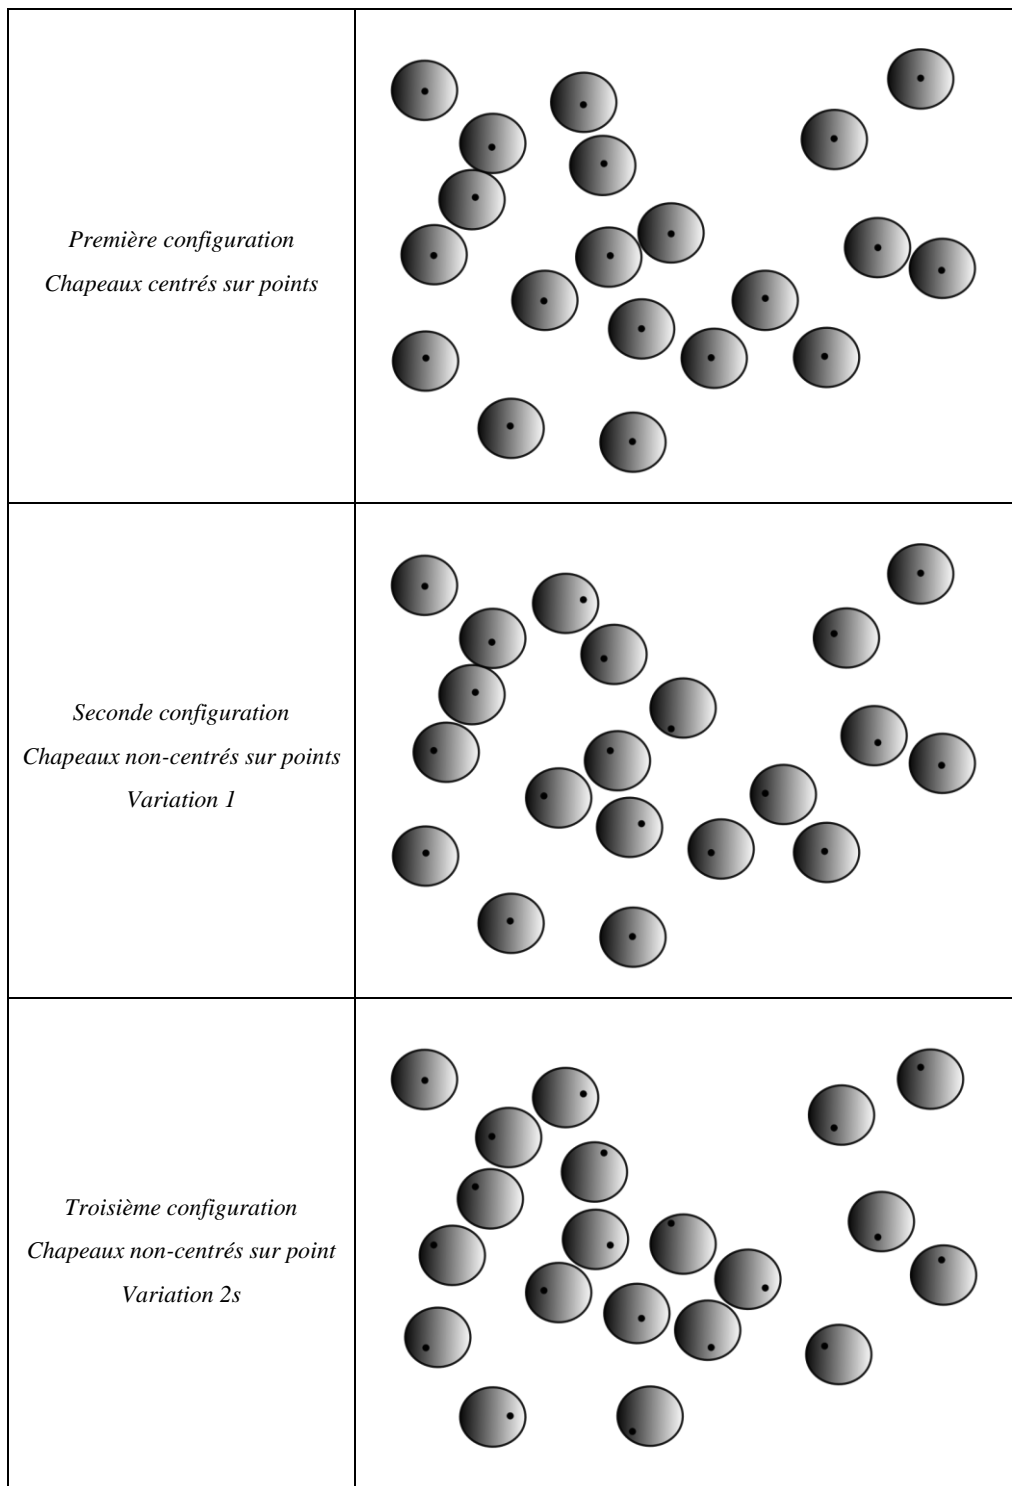 Première configuration
Chapeaux centrés sur points
Seconde configuration
Chapeaux non-centrés sur points
Variation 1
Troisième configuration
Chapeaux non-centrés sur point
Variation 2s